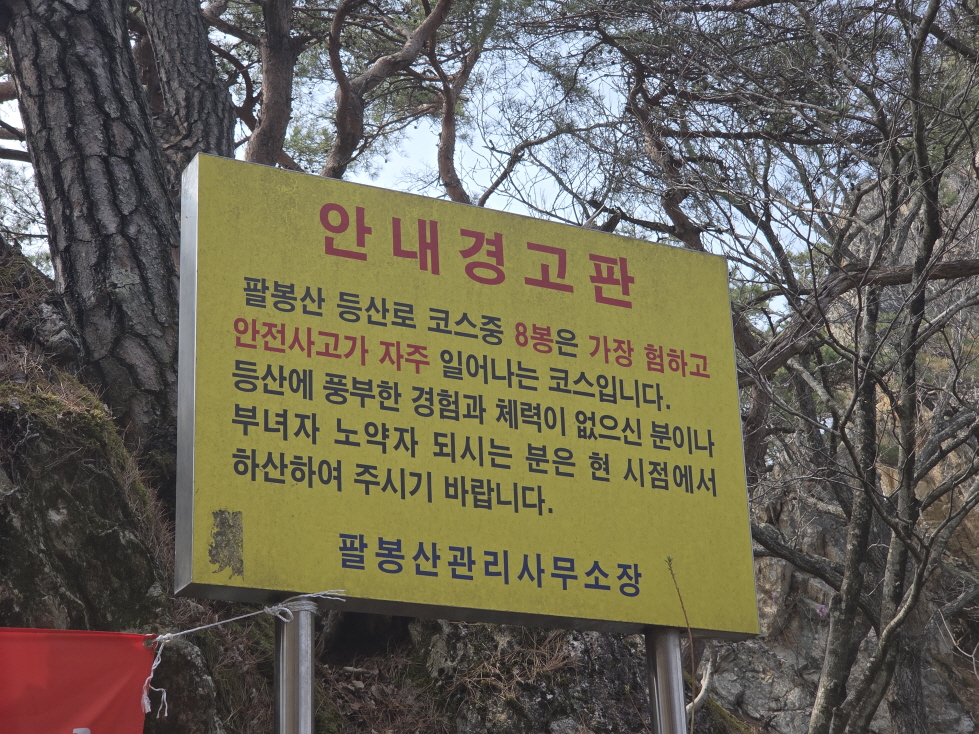 안내경고판
팔봉산 등산로 코스중 8봉은 가장 험하고
안전사고가 자주 일어나는 코스입니다.
등산에 풍부한 경험과 체력이 없으신 분이나
부녀자 노약자 되시는 분은 현 시점에서
하산하여 주시기 바랍니다.
팔봉산관리사무소장